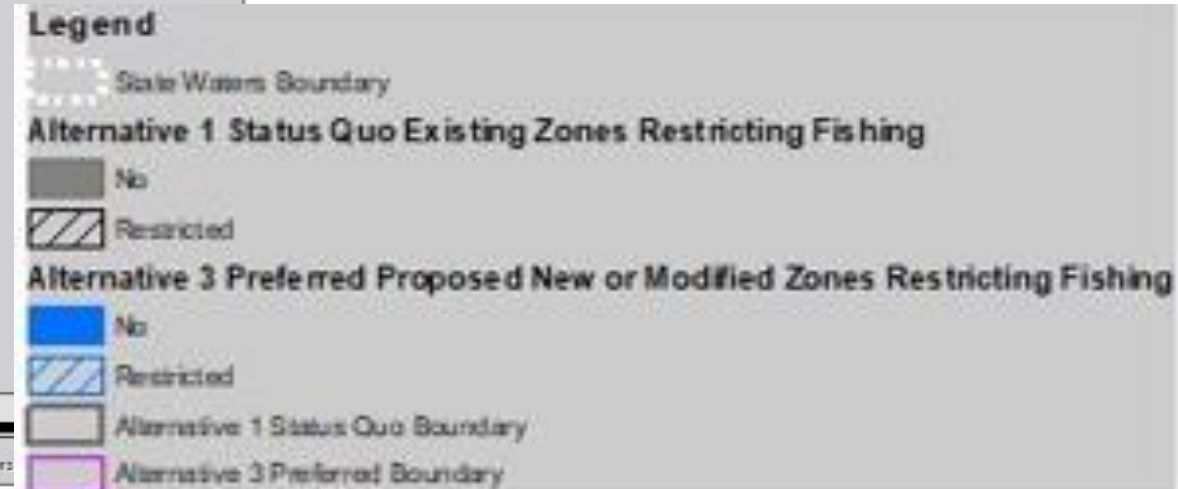 Legend
State Waters Boundary
Alternative 1 Status Quo Existing Zones Restricting Fishing
No
Restricted
Alternative 3 Preferred Proposed New or Modified Zones Restricting Fishing
No
Restricted
Alternative 1 Status Quo Boundary
Alternative 3 Preferred Boundary